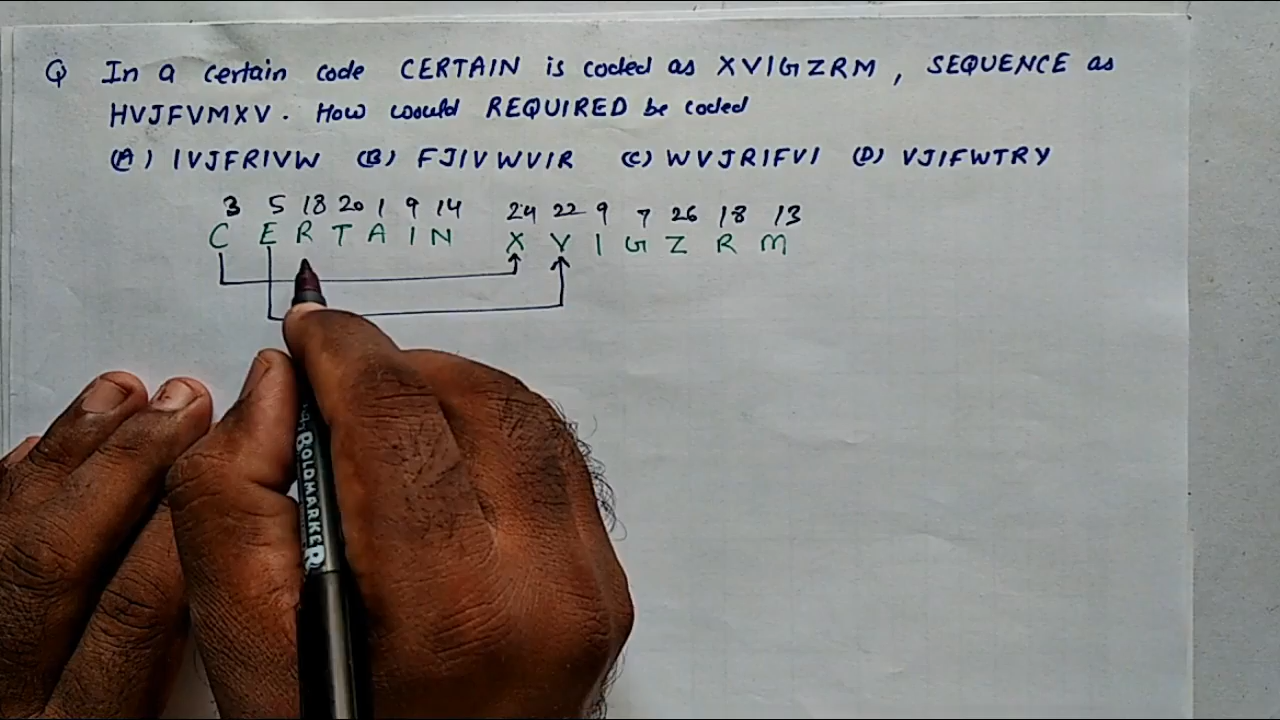 Q In a certain code CERTAIN is coded as XVIGZRM, SEQUENCE as
HVJFVMXV. How would REQUIRED be coded
(A) IVJFRIVW (B) FJIVWVIR (C) WVJRIFVI (D) VJIFWTRY
3 5 18 20 1 9 14 24 22 9 7 26 18 13
C E R T A I N X V I G Z R M
BOLDMARKER